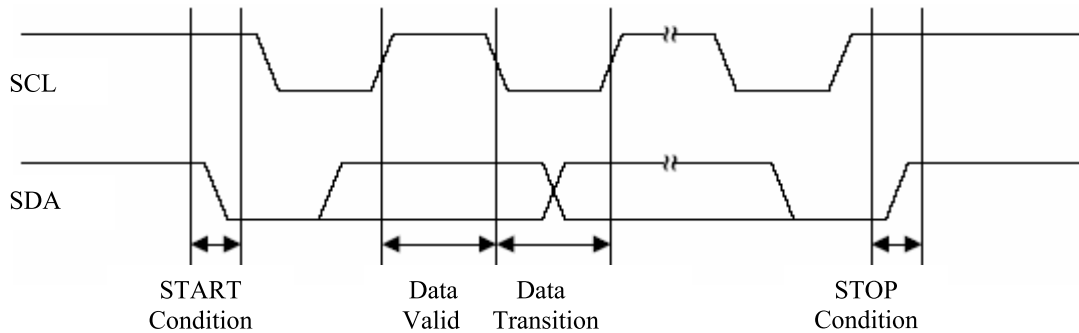 SCL
SDA
START
Condition
Data
Valid
Data
Transition
STOP
Condition